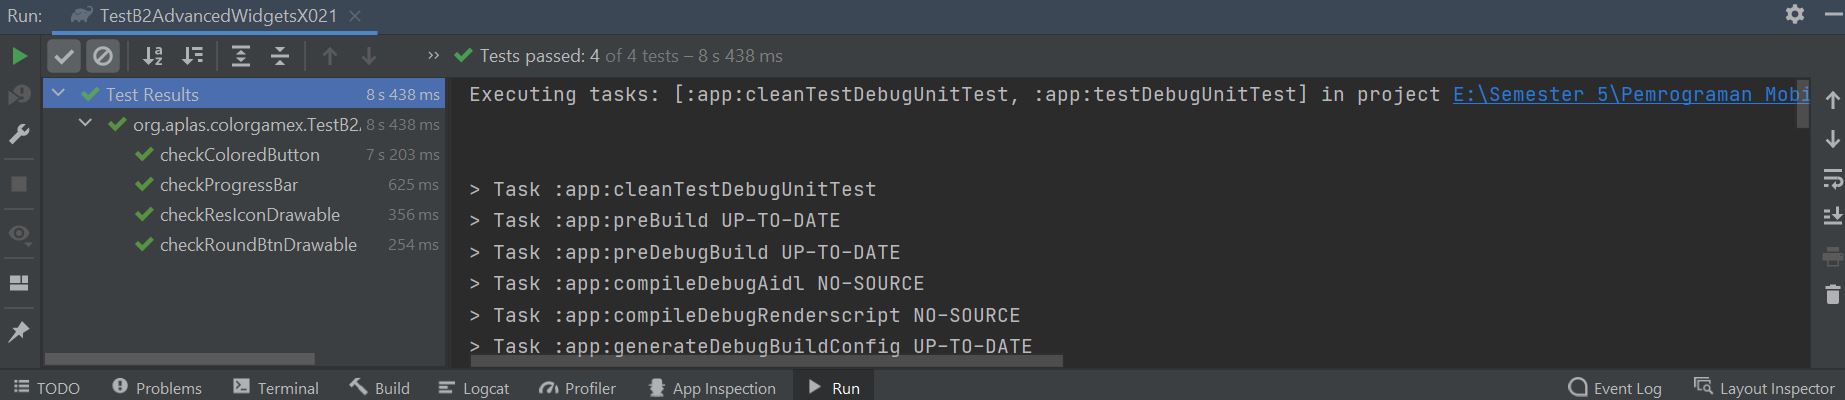 Run: TestB2AdvancedWidgetsX021
Tests passed: 4 of 4 tests – 8 s 438 ms
Test Results 8 s 438 ms
org.aplas.colorgamex.TestB2 8 s 438 ms
checkColoredButton 7 s 203 ms
checkProgressBar 625 ms
checkResIconDrawable 356 ms
checkRoundBtnDrawable 254 ms
Executing tasks: [:app:cleanTestDebugUnitTest, :app:testDebugUnitTest] in project E:\Semester 5\Pemrograman Mobi
> Task :app:cleanTestDebugUnitTest
> Task :app:preBuild UP-TO-DATE
> Task :app:preDebugBuild UP-TO-DATE
> Task :app:compileDebugAidl NO-SOURCE
> Task :app:compileDebugRenderscript NO-SOURCE
> Task :app:generateDebugBuildConfig UP-TO-DATE
TODO Problems Terminal Build Logcat Profiler App Inspection Run Event Log Layout Inspector